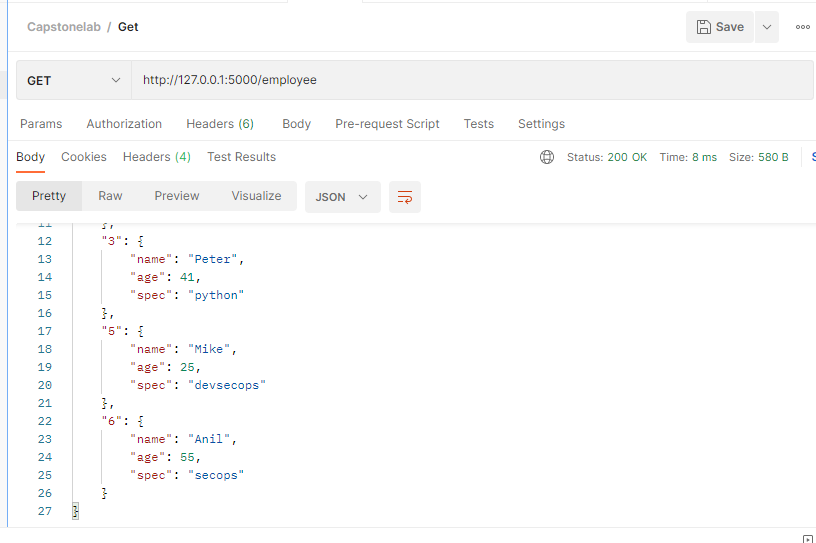 Capstonelab / Get
Save
GET http://127.0.0.1:5000/employee
Params Authorization Headers (6) Body Pre-request Script Tests Settings
Body Cookies Headers (4) Test Results Status: 200 OK Time: 8 ms Size: 580 B
Pretty Raw Preview Visualize JSON
11 },
12 "3": {
13 "name": "Peter",
14 "age": 41,
15 "spec": "python"
16 },
17 "5": {
18 "name": "Mike",
19 "age": 25,
20 "spec": "devsecops"
21 },
22 "6": {
23 "name": "Anil",
24 "age": 55,
25 "spec": "secops"
26 }
27 }